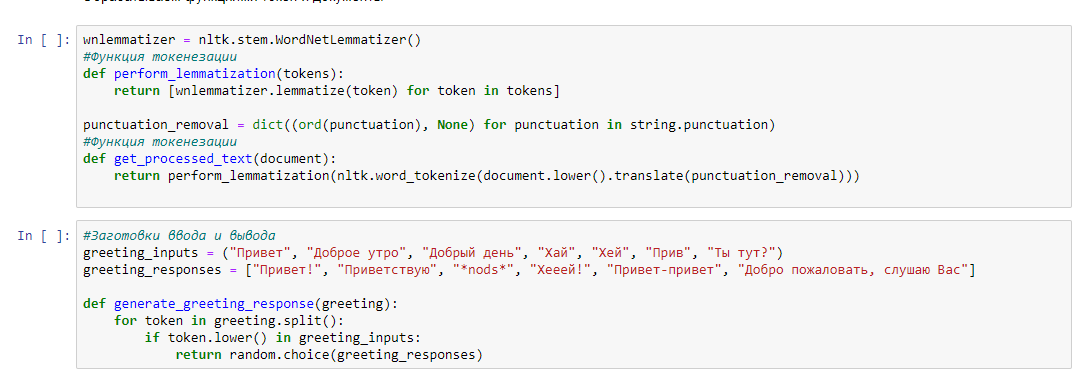 In [ ]:
wnlemmatizer = nltk.stem.WordNetLemmatizer()
#Функция токенезации
def perform_lemmatization(tokens):
    return [wnlemmatizer.lemmatize(token) for token in tokens]

punctuation_removal = dict((ord(punctuation), None) for punctuation in string.punctuation)
#Функция токенезации
def get_processed_text(document):
    return perform_lemmatization(nltk.word_tokenize(document.lower().translate(punctuation_removal)))

In [ ]:
#Заготовки ввода и вывода
greeting_inputs = ("Привет", "Доброе утро", "Добрый день", "Хай", "Хей", "Прив", "Ты тут?")
greeting_responses = ["Привет!", "Приветствую", "*nods*", "Хееей!", "Привет-привет", "Добро пожаловать, слушаю Вас"]

def generate_greeting_response(greeting):
    for token in greeting.split():
        if token.lower() in greeting_inputs:
            return random.choice(greeting_responses)